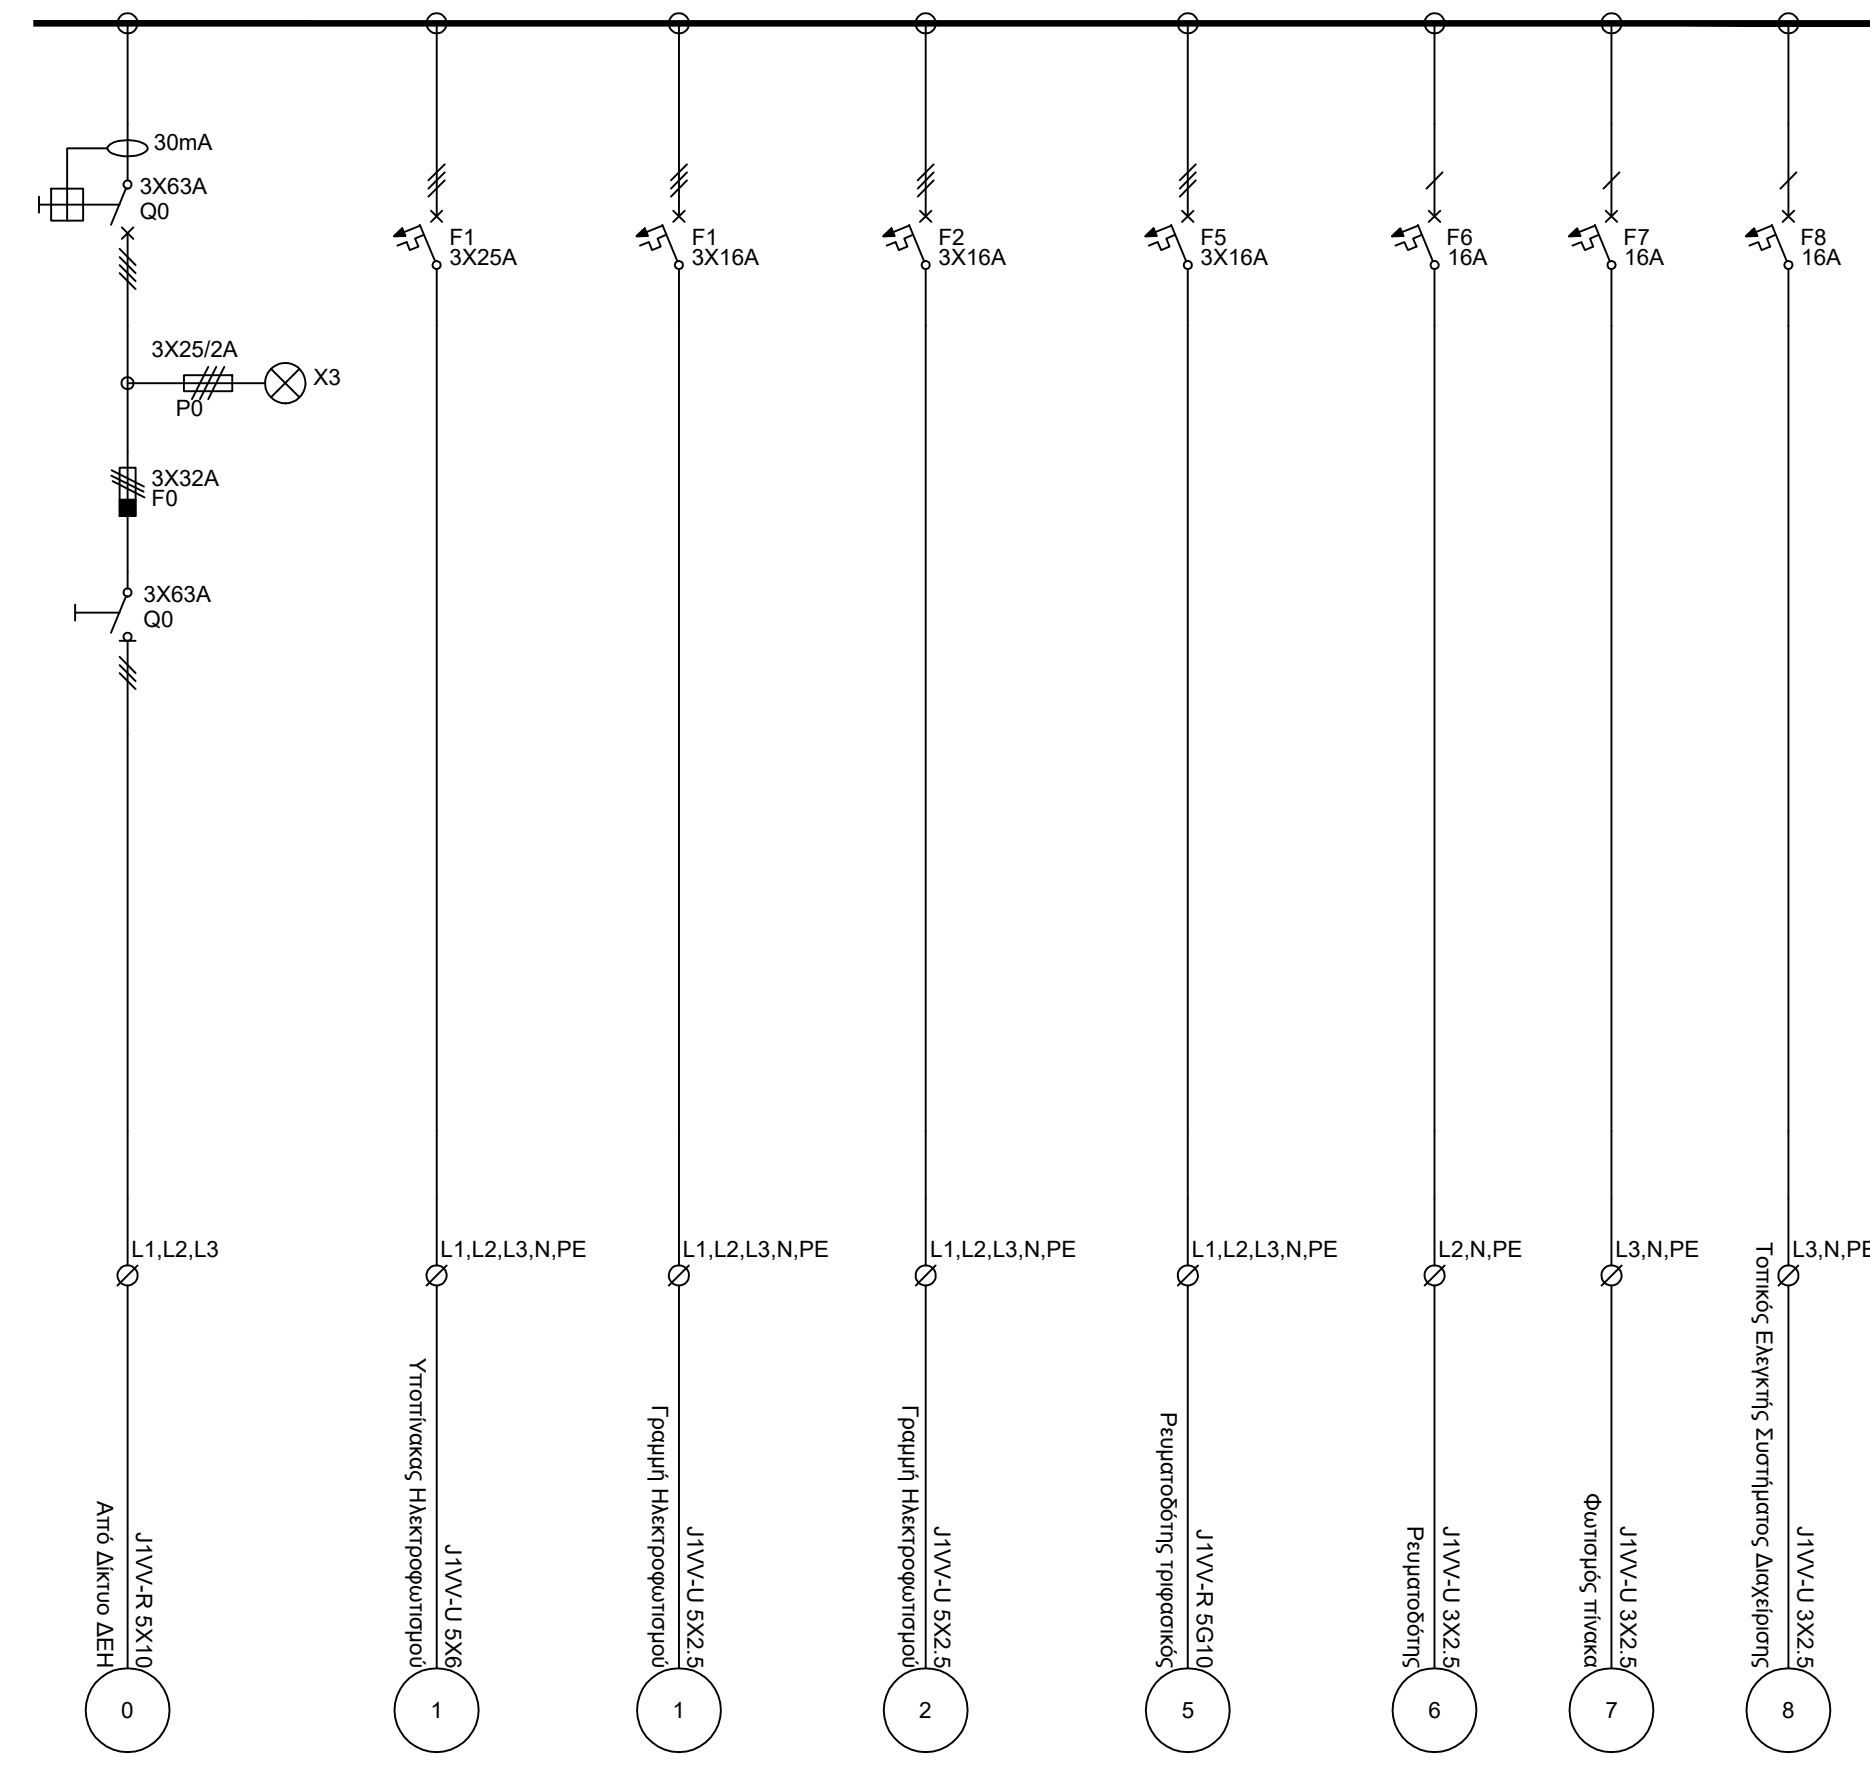 30mA
3X63A
Q0
3X25/2A
X3
P0
3X32A
F0
3X63A
Q0
L1,L2,L3
Από Δίκτυο ΔΕΗ
J1VV-R 5X10
0
F1
3X25A
L1,L2,L3,N,PE
Υποπίνακας Ηλεκτροφωτισμού
J1VV-U 5X6
1
F1
3X16A
L1,L2,L3,N,PE
Γραμμή Ηλεκτροφωτισμού
J1VV-U 5X2.5
1
F2
3X16A
L1,L2,L3,N,PE
Γραμμή Ηλεκτροφωτισμού
J1VV-U 5X2.5
2
F5
3X16A
L1,L2,L3,N,PE
Ρευματοδότης τριφασικός
J1VV-R 5G10
5
F6
16A
L2,N,PE
Ρευματοδότης
J1VV-U 3X2.5
6
F7
16A
L3,N,PE
Φωτισμός πίνακα
J1VV-U 3X2.5
7
F8
16A
L3,N,PE
Τοπικός Ελεγκτής Συστήματος Διαχείρισης
J1VV-U 3X2.5
8